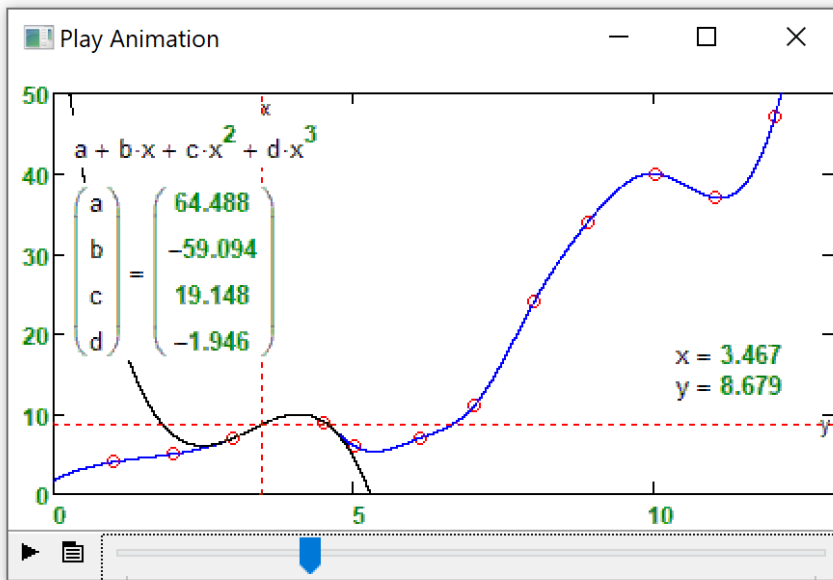 Play Animation
50
x
a + b·x + c·x² + d·x³
40
a
b
c
d
=
64.488
−59.094
19.148
−1.946
30
20
x = 3.467
y = 8.679
10
y
0
0 5 10